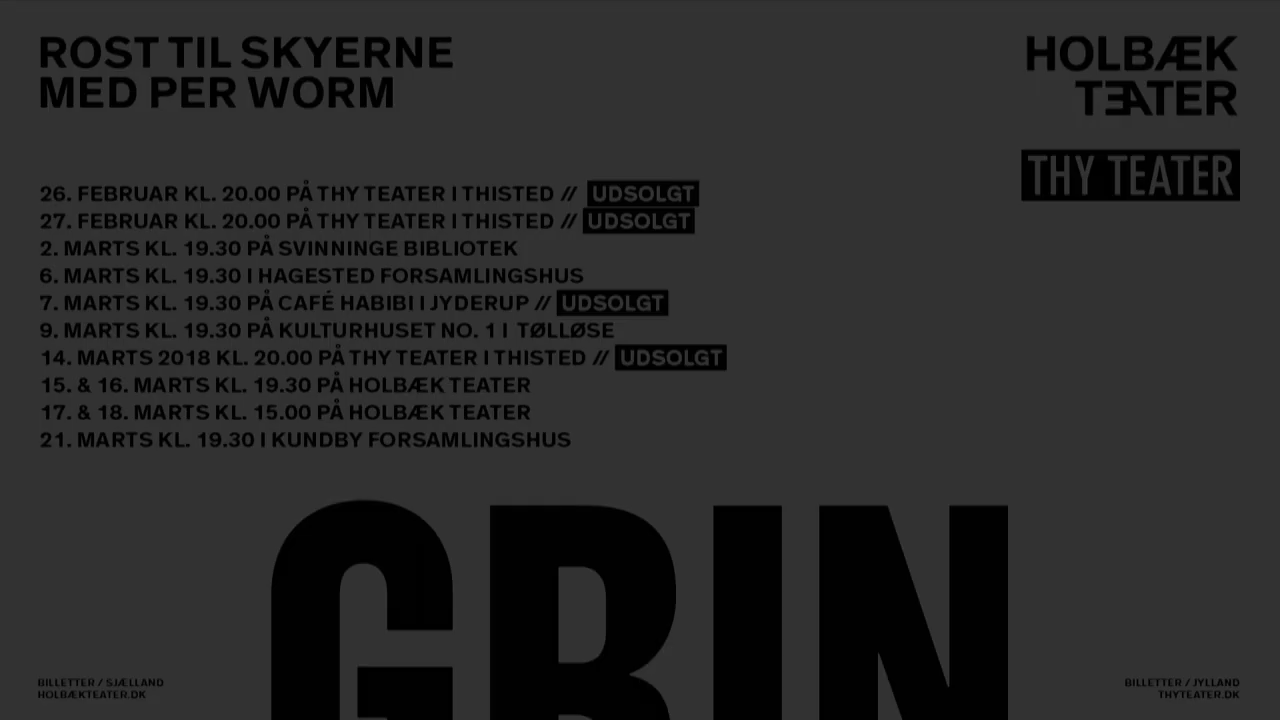 ROST TIL SKYERNE
MED PER WORM
HOLBÆK
TEATER
THY TEATER
26. FEBRUAR KL. 20.00 PÅ THY TEATER I THISTED // UDSOLGT
27. FEBRUAR KL. 20.00 PÅ THY TEATER I THISTED // UDSOLGT
2. MARTS KL. 19.30 PÅ SVINNINGE BIBLIOTEK
6. MARTS KL. 19.30 I HAGESTED FORSAMLINGSHUS
7. MARTS KL. 19.30 PÅ CAFÉ HABIBI I JYDERUP // UDSOLGT
9. MARTS KL. 19.30 PÅ KULTURHUSET NO. 1 I TØLLØSE
14. MARTS 2018 KL. 20.00 PÅ THY TEATER I THISTED // UDSOLGT
15. & 16. MARTS KL. 19.30 PÅ HOLBÆK TEATER
17. & 18. MARTS KL. 15.00 PÅ HOLBÆK TEATER
21. MARTS KL. 19.30 I KUNDBY FORSAMLINGSHUS
GRIN
BILLETTER / SJÆLLAND
HOLBÆKTEATER.DK
BILLETTER / JYLLAND
THYTEATER.DK